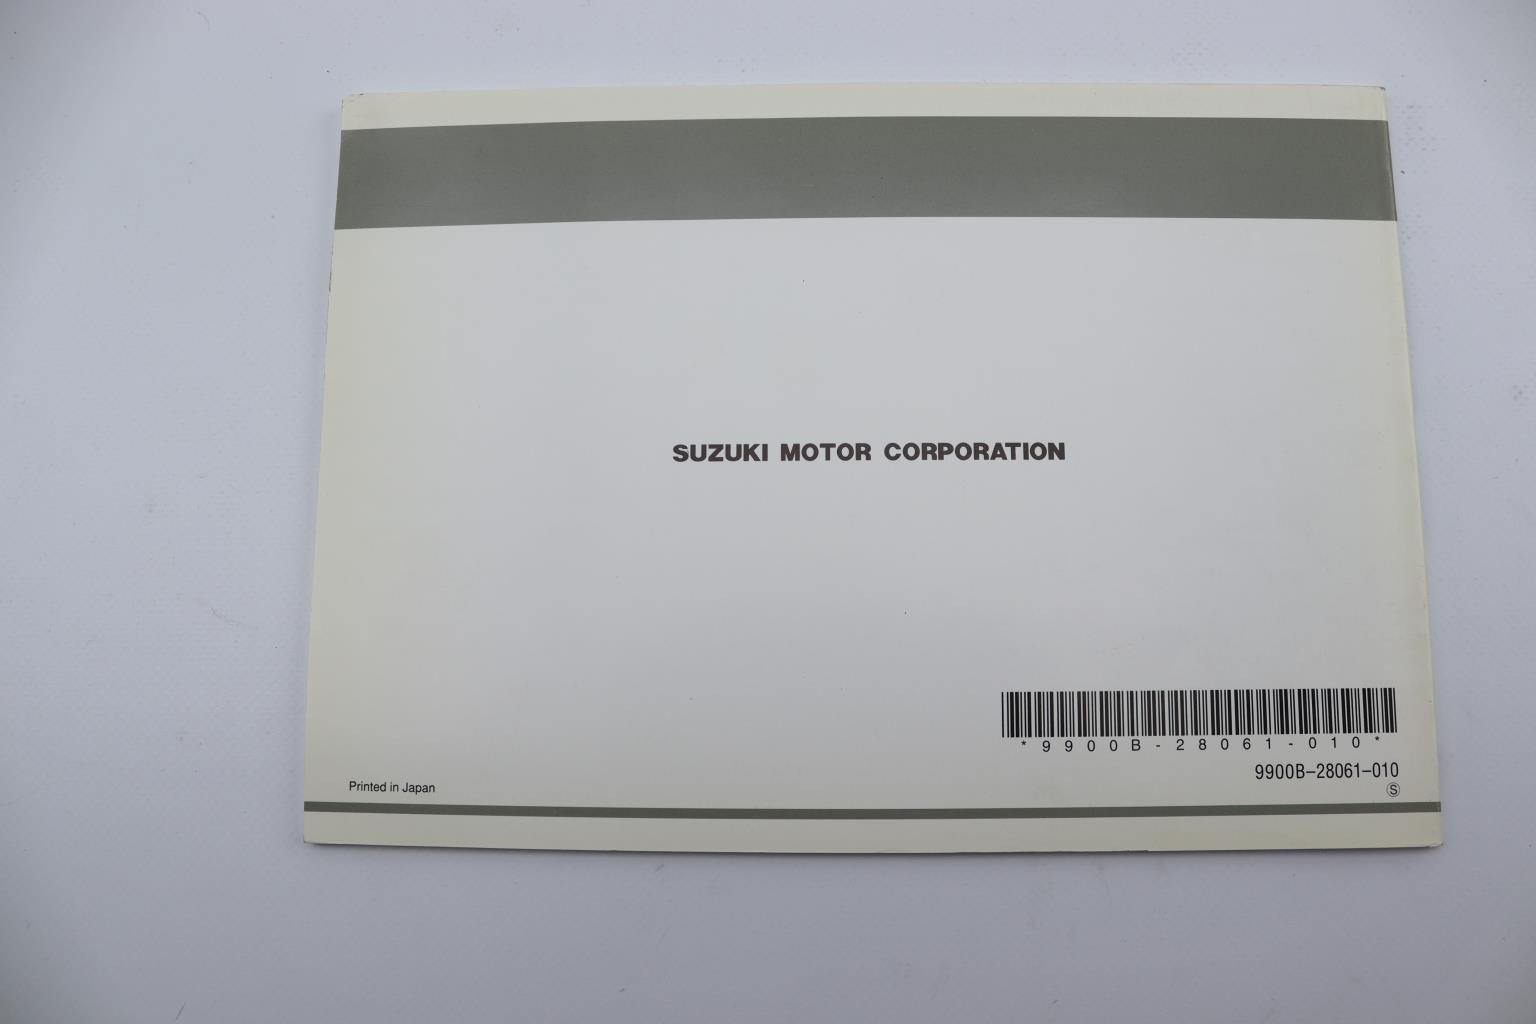 SUZUKI MOTOR CORPORATION
*9900B-28061-010*
9900B-28061-010
Ⓢ
Printed in Japan